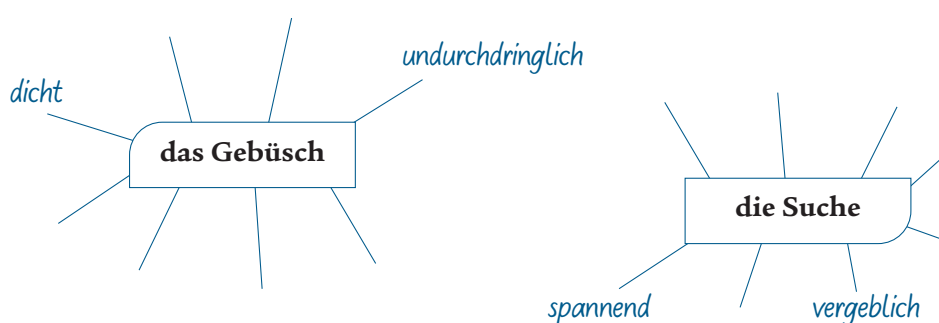 undurchdringlich
dicht
das Gebüsch
die Suche
spannend
vergeblich